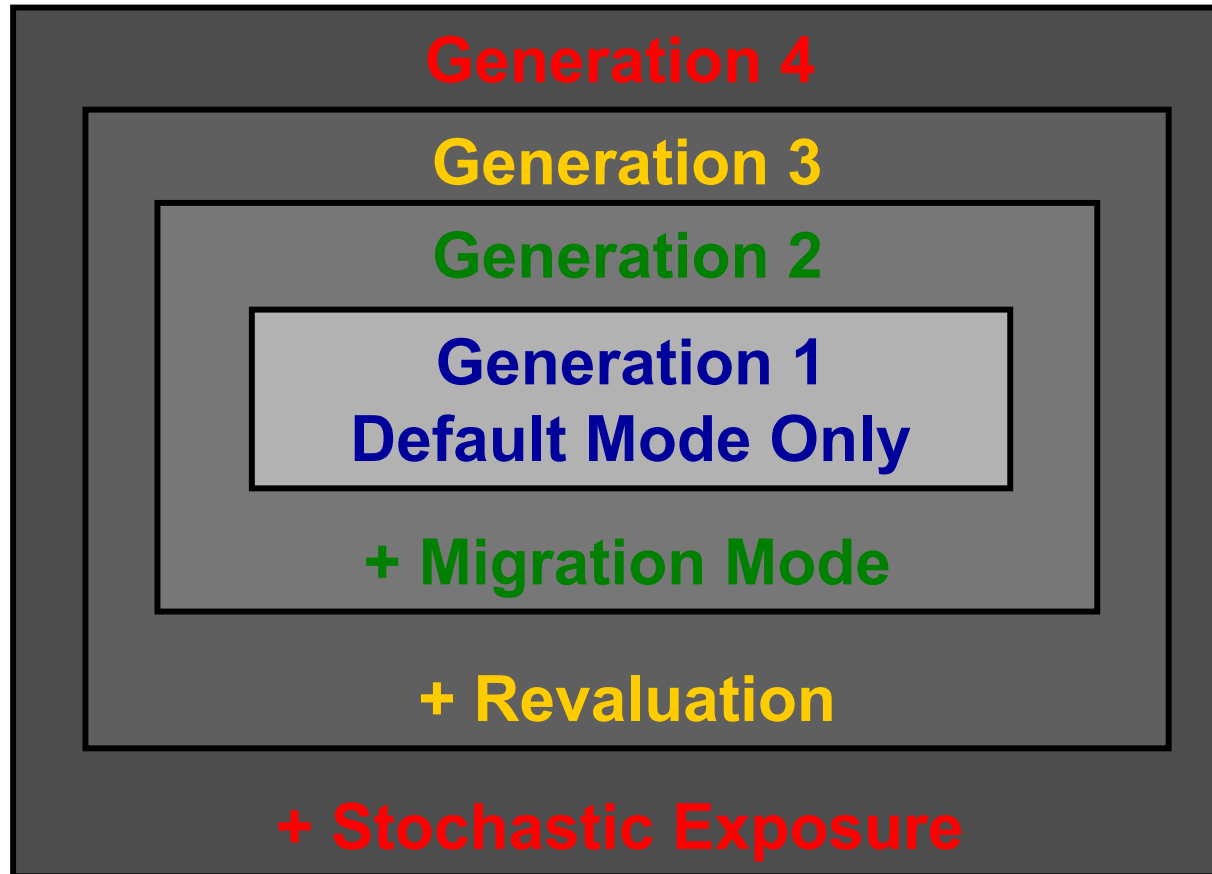 Generation 4
Generation 3
Generation 2
Generation 1
Default Mode Only
+ Migration Mode
+ Revaluation
+ Stochastic Exposure